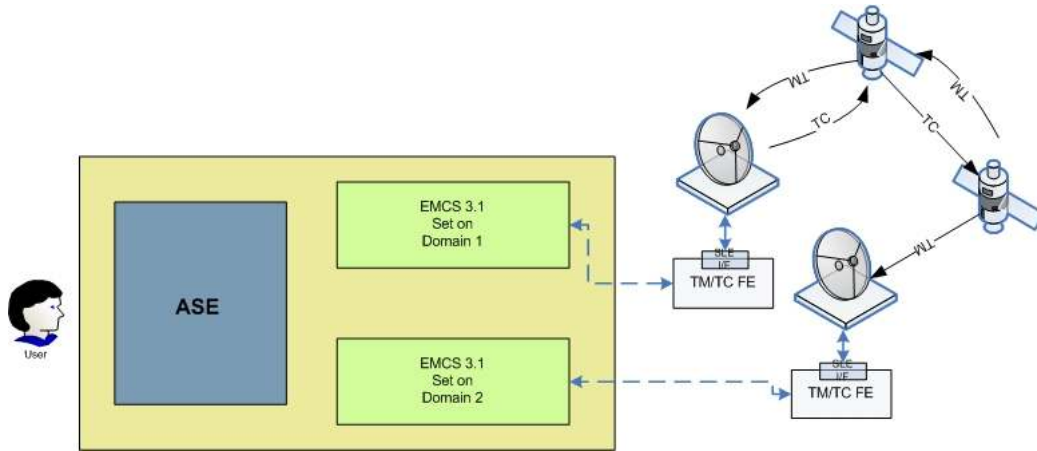 TM
TC
TM
TC
TM
EMCS 3.1
Set on
Domain 1
SLE
I/F
TM/TC FE
ASE
User
EMCS 3.1
Set on
Domain 2
SLE
I/F
TM/TC FE